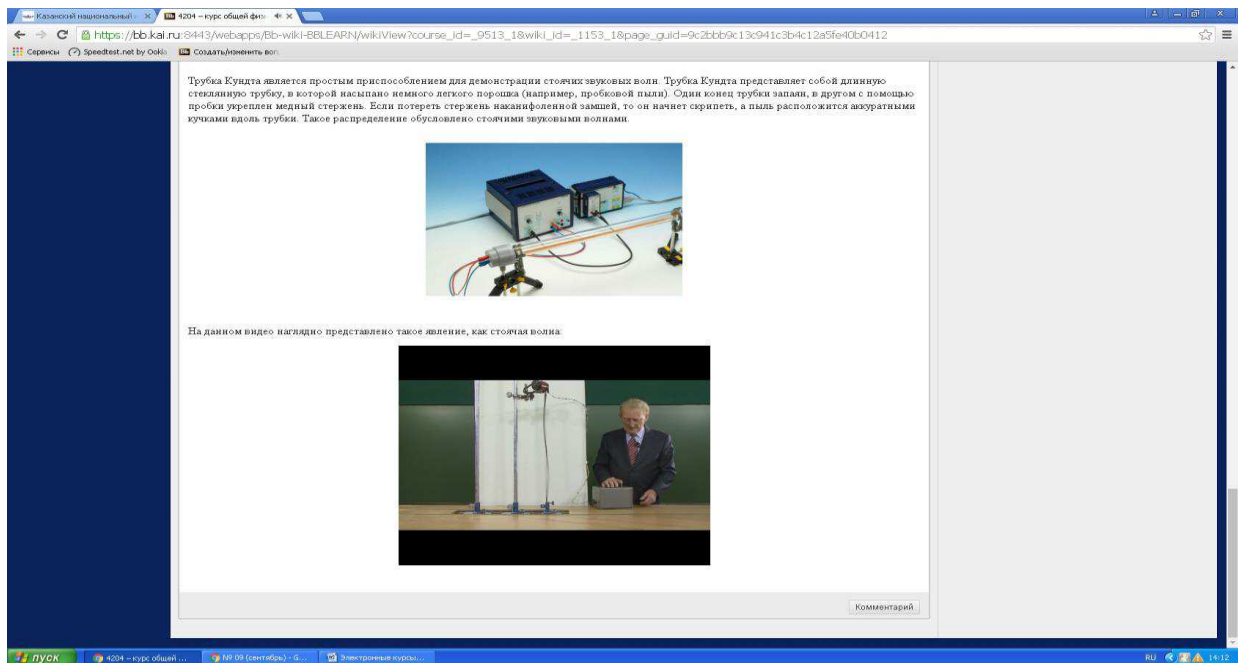 Казанский национальный
4204 – курс общей физи
https://bb.kai.ru:8443/webapps/Bb-wiki-BBLEARN/wikiView?course_id=_9513_1&wiki_id=_1153_1&page_guid=9c2bbb9c13c941c3b4c12a5fe40b0412
Сервисы Speedtest.net by Ookla Создать/изменить воп
Трубка Кундта является простым приспособлением для демонстрации стоячих звуковых волн. Трубка Кундта представляет собой длинную
стеклянную трубку, в которой насыпано немного легкого порошка (например, пробковой пыли). Один конец трубки запаян, в другом с помощью
пробки укреплен медный стержень. Если потереть стержень наканифоленной замшей, то он начнет скрипеть, а пыль расположится аккуратными
кучками вдоль трубки. Такое распределение обусловлено стоячими звуковыми волнами.
На данном видео наглядно представлено такое явление, как стоячая волна:
Комментарий
пуск 4204 – курс общей ... № 09 (сентябрь) - G... Электронные курсы... RU 14:12